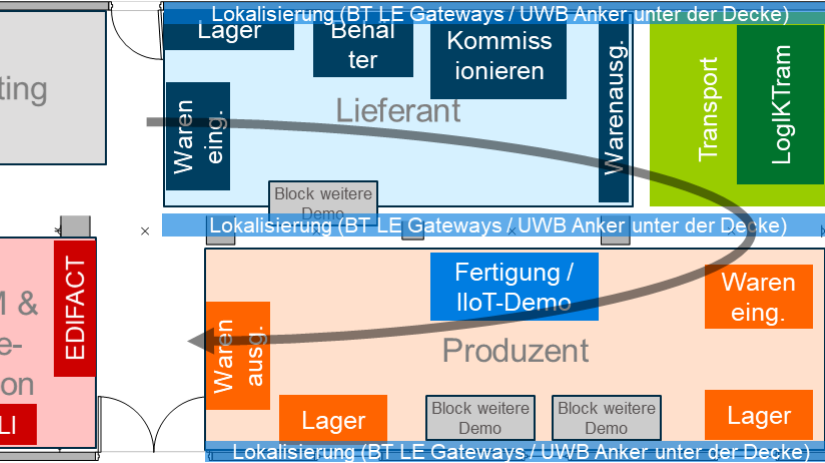 Lokalisierung (BT LE Gateways / UWB Anker unter der Decke)
Lager
Behäl
ter
Kommiss
ionieren
Warenausg.
Transport
LogIKTram
ting
Lieferant
Waren
eing.
Block weitere
Demo
Lokalisierung (BT LE Gateways / UWB Anker unter der Decke)
EDIFACT
&
e-
on
LI
Fertigung /
IIoT-Demo
Waren
eing.
Waren
ausg.
Produzent
Lager
Block weitere
Demo
Block weitere
Demo
Lager
Lokalisierung (BT LE Gateways / UWB Anker unter der Decke)